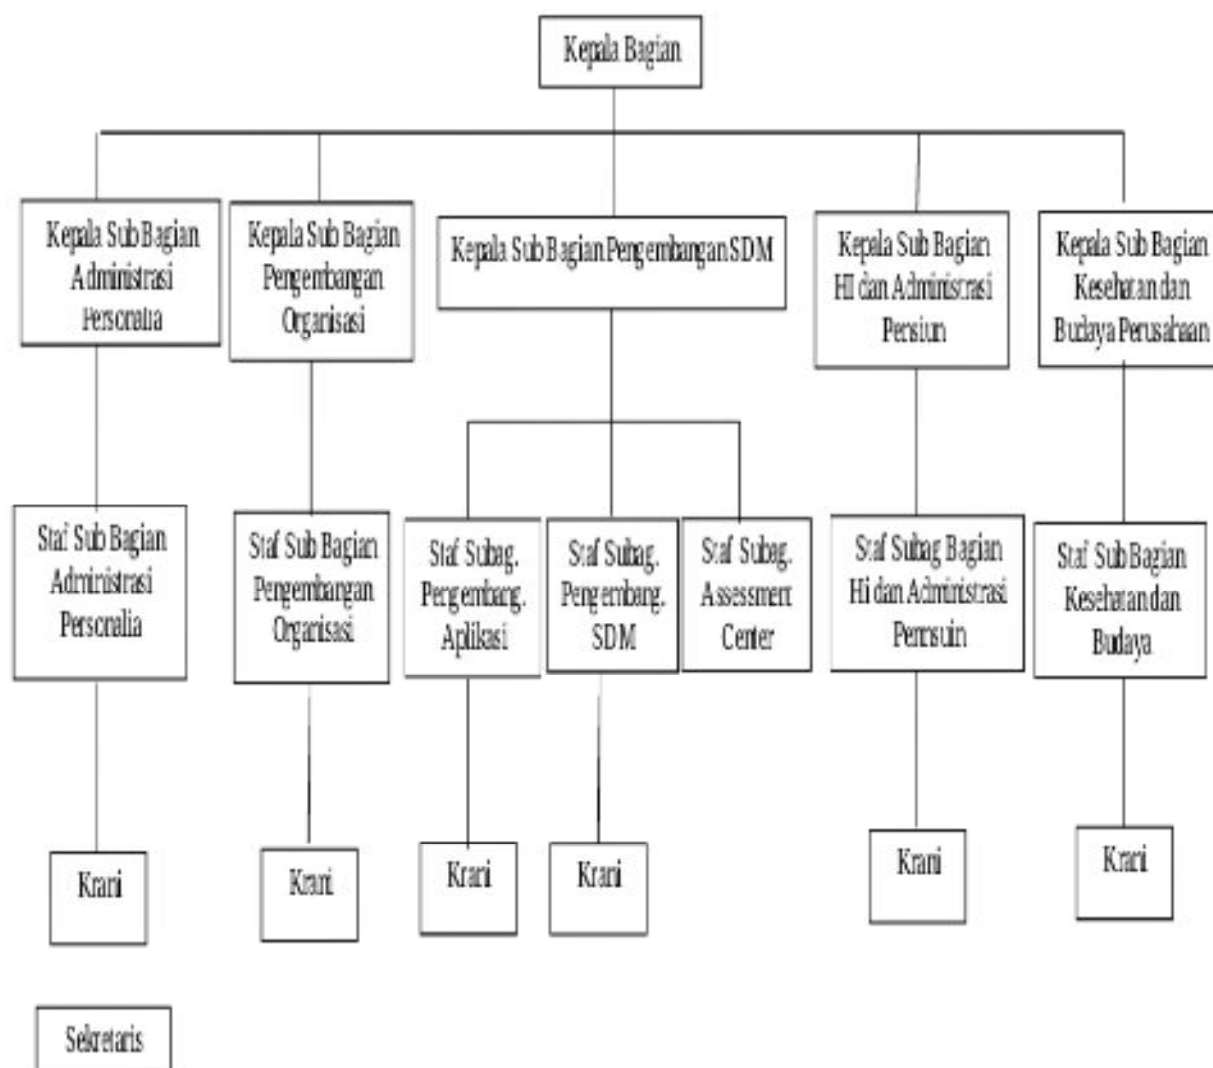 Kepala Bagian
Kepala Sub Bagian
Administrasi
Personalia
Kepala Sub Bagian
Pengembangan
Organisasi
Kepala Sub Bagian Pengembangan SDM
Kepala Sub Bagian
HI dan Administrasi
Pensiun
Kepala Sub Bagian
Kesehatan dan
Budaya Perusahaan
Staf Sub Bagian
Administrasi
Personalia
Staf Sub Bagian
Pengembangan
Organisasi
Staf Subag.
Pengembang.
Aplikasi
Staf Subag.
Pengembang.
SDM
Staf Subag.
Assessment
Center
Staf Subag Bagian
Hi dan Administrasi
Pennsuin
Staf Sub Bagian
Kesehatan dan
Budaya
Krani
Krani
Krani
Krani
Krani
Krani
Sekretaris